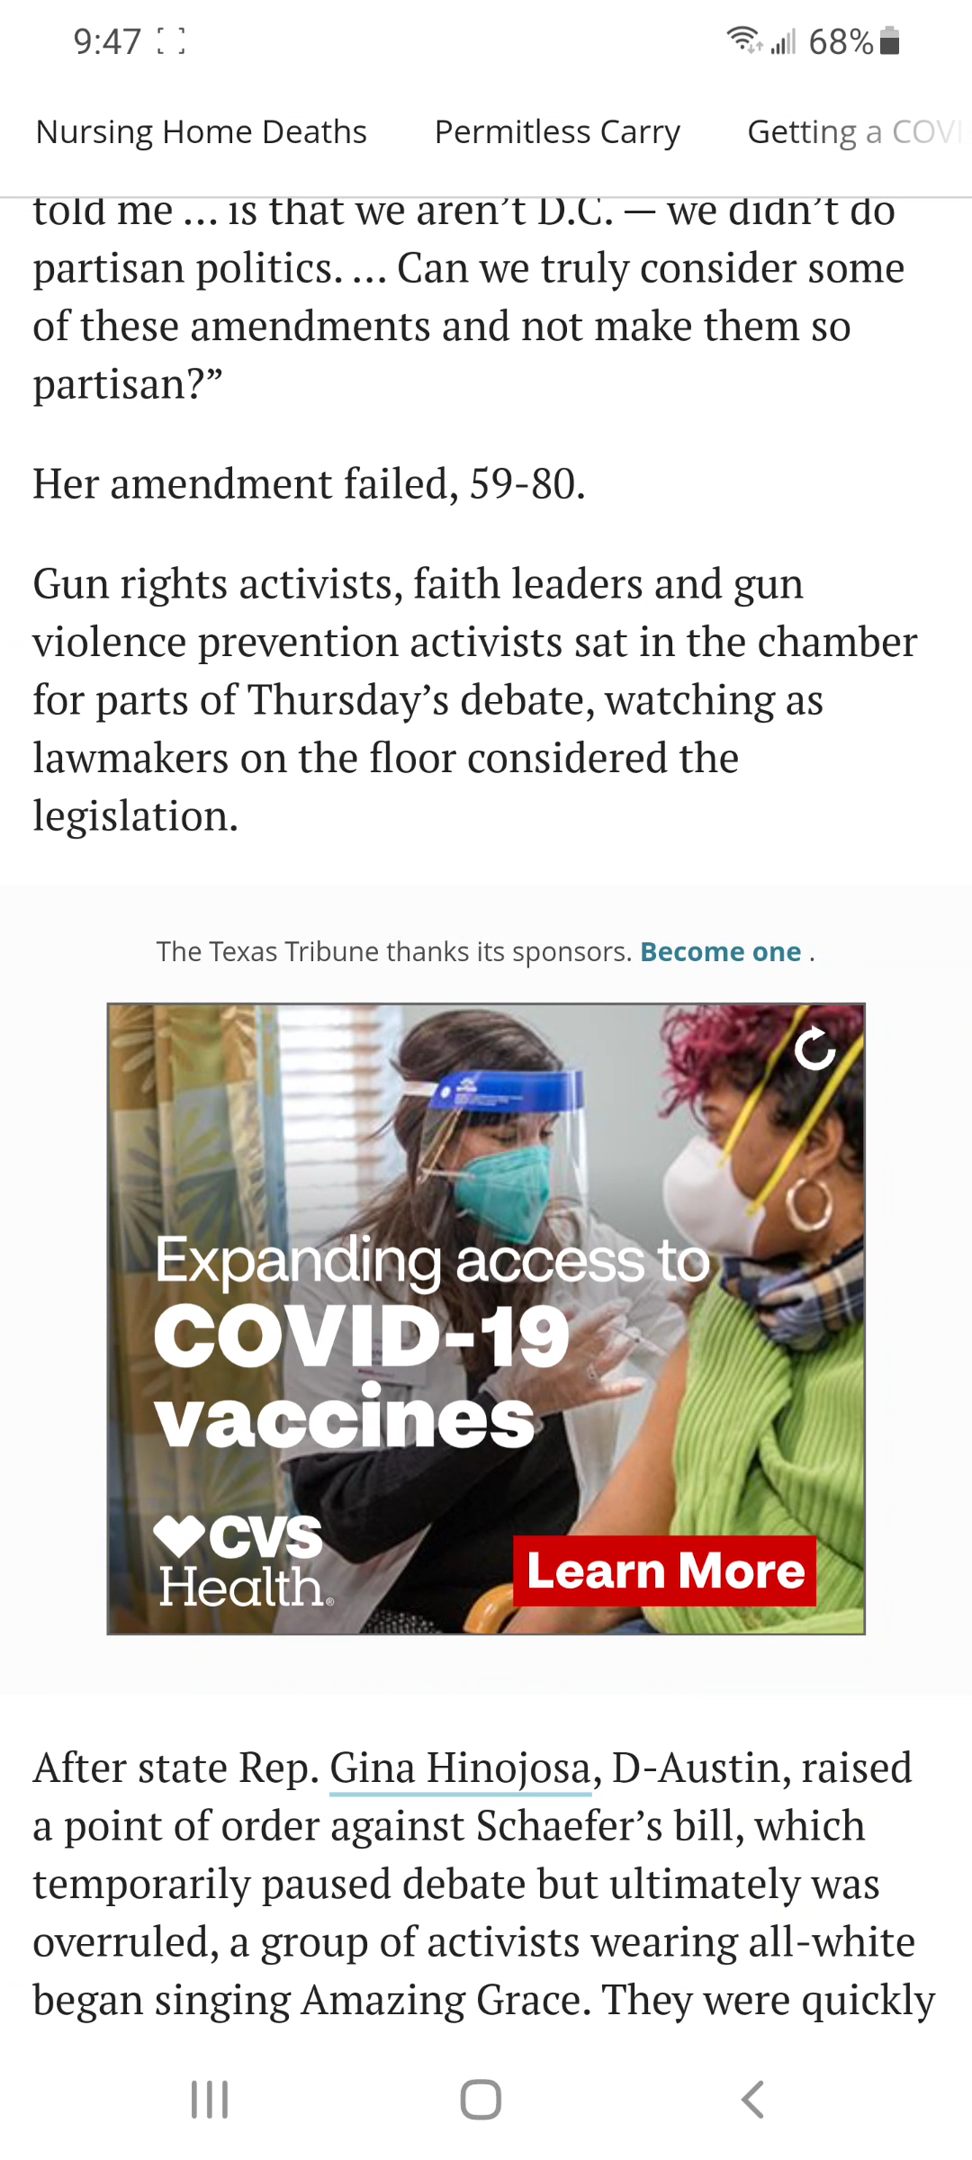 9:47
68%
Nursing Home Deaths Permitless Carry Getting a COVI
told me ... is that we aren’t D.C. — we didn’t do
partisan politics. ... Can we truly consider some
of these amendments and not make them so
partisan?”
Her amendment failed, 59-80.
Gun rights activists, faith leaders and gun
violence prevention activists sat in the chamber
for parts of Thursday’s debate, watching as
lawmakers on the floor considered the
legislation.
The Texas Tribune thanks its sponsors. Become one .
Expanding access to
COVID-19
vaccines
CVS
Health®
Learn More
After state Rep. Gina Hinojosa, D-Austin, raised
a point of order against Schaefer’s bill, which
temporarily paused debate but ultimately was
overruled, a group of activists wearing all-white
began singing Amazing Grace. They were quickly